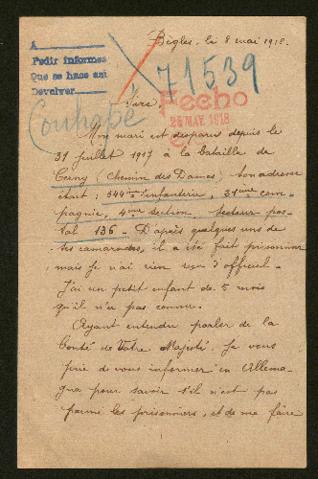 Bègles, le 8 mai 1918.
A
Pedir informes
Que se hace así
Devolver
71539
Fecho
25 MAY 1918
Sire,
Mon mari est disparu depuis le
31 juillet 1917 à la bataille de
Cerny (Chemin des Dames) son adresse
était: 344ème d'infanterie, 31ème com-
pagnie, 4ème section. Secteur pos-
tal 136. D'après quelques uns de
ses camarades, il a été fait prisonnier
mais je n'ai rien reçu d'officiel.
J'ai un petit enfant de 5 mois
qu'il n'a pas connu.
Ayant entendu parler de la
Bonté de Votre Majesté. Je vous
prie de vous informer en Allema-
gne pour savoir s'il n'est pas
parmi les prisonniers, et de me faire